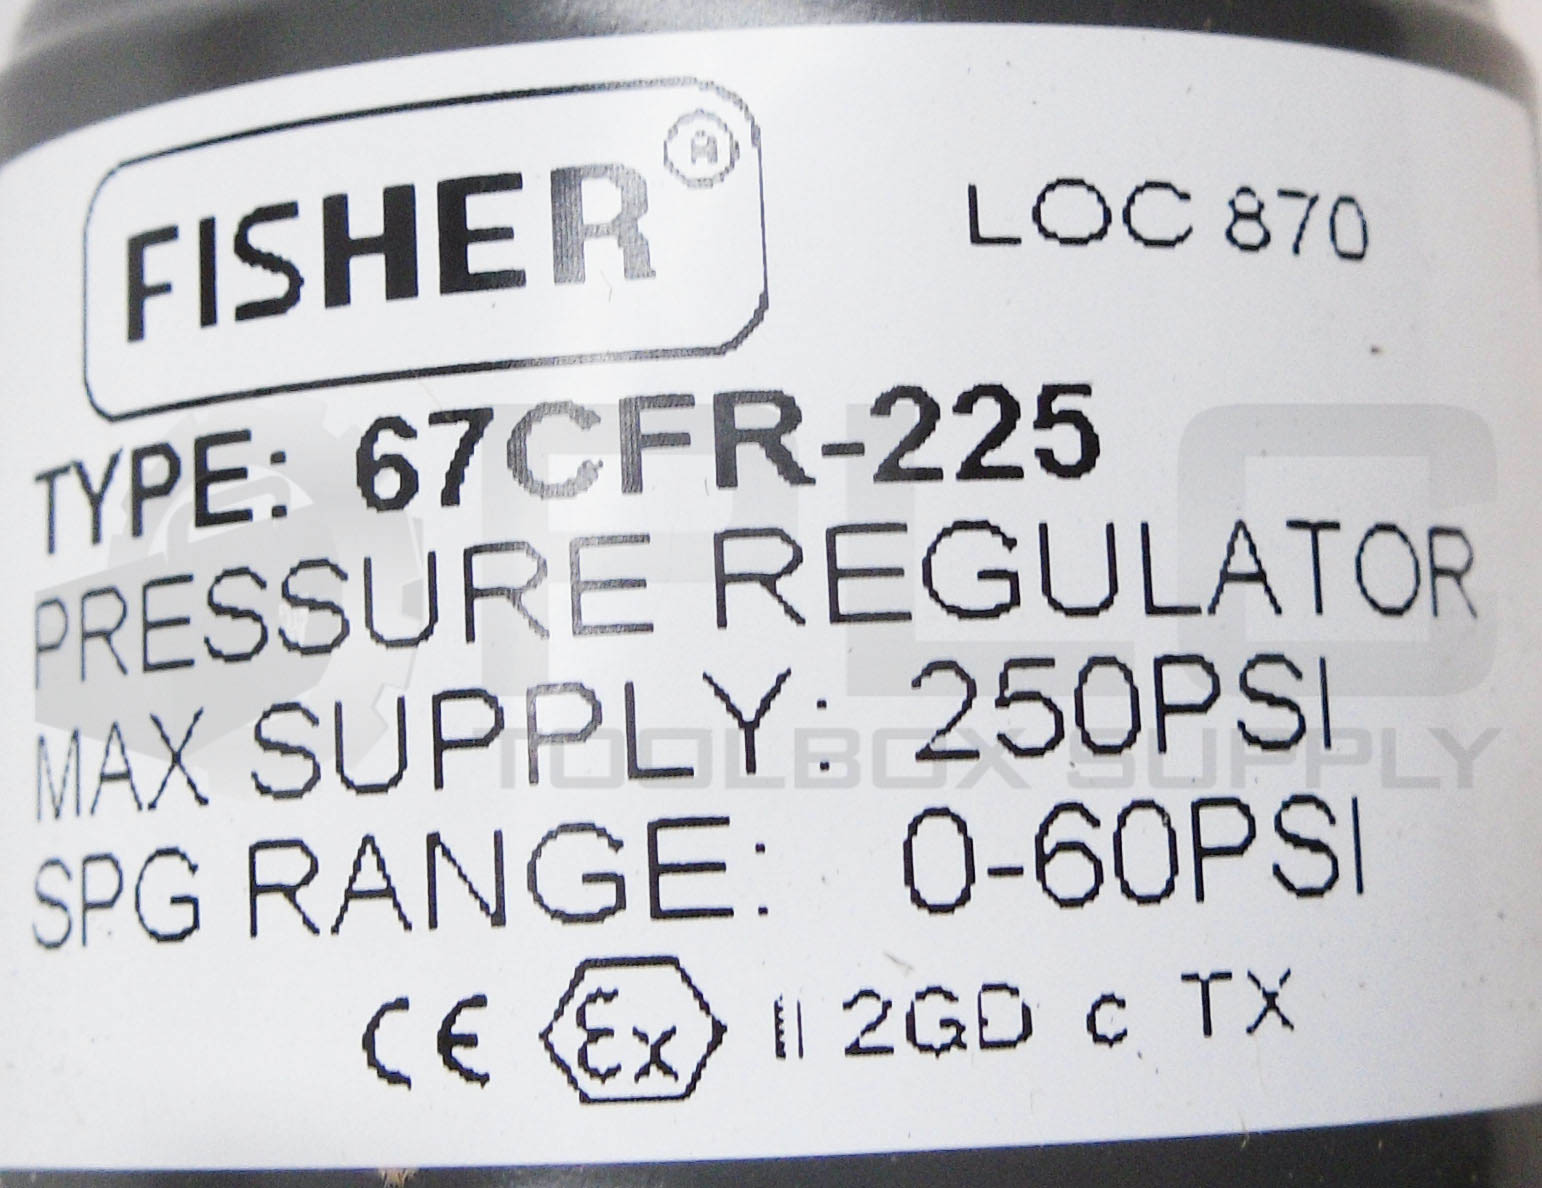 FISHER®
LOC 870
TYPE: 67CFR-225
PRESSURE REGULATOR
MAX SUPPLY: 250PSI
SPG RANGE: 0-60PSI
CE Ex II 2GD c TX
PLC
TOOLBOX SUPPLY